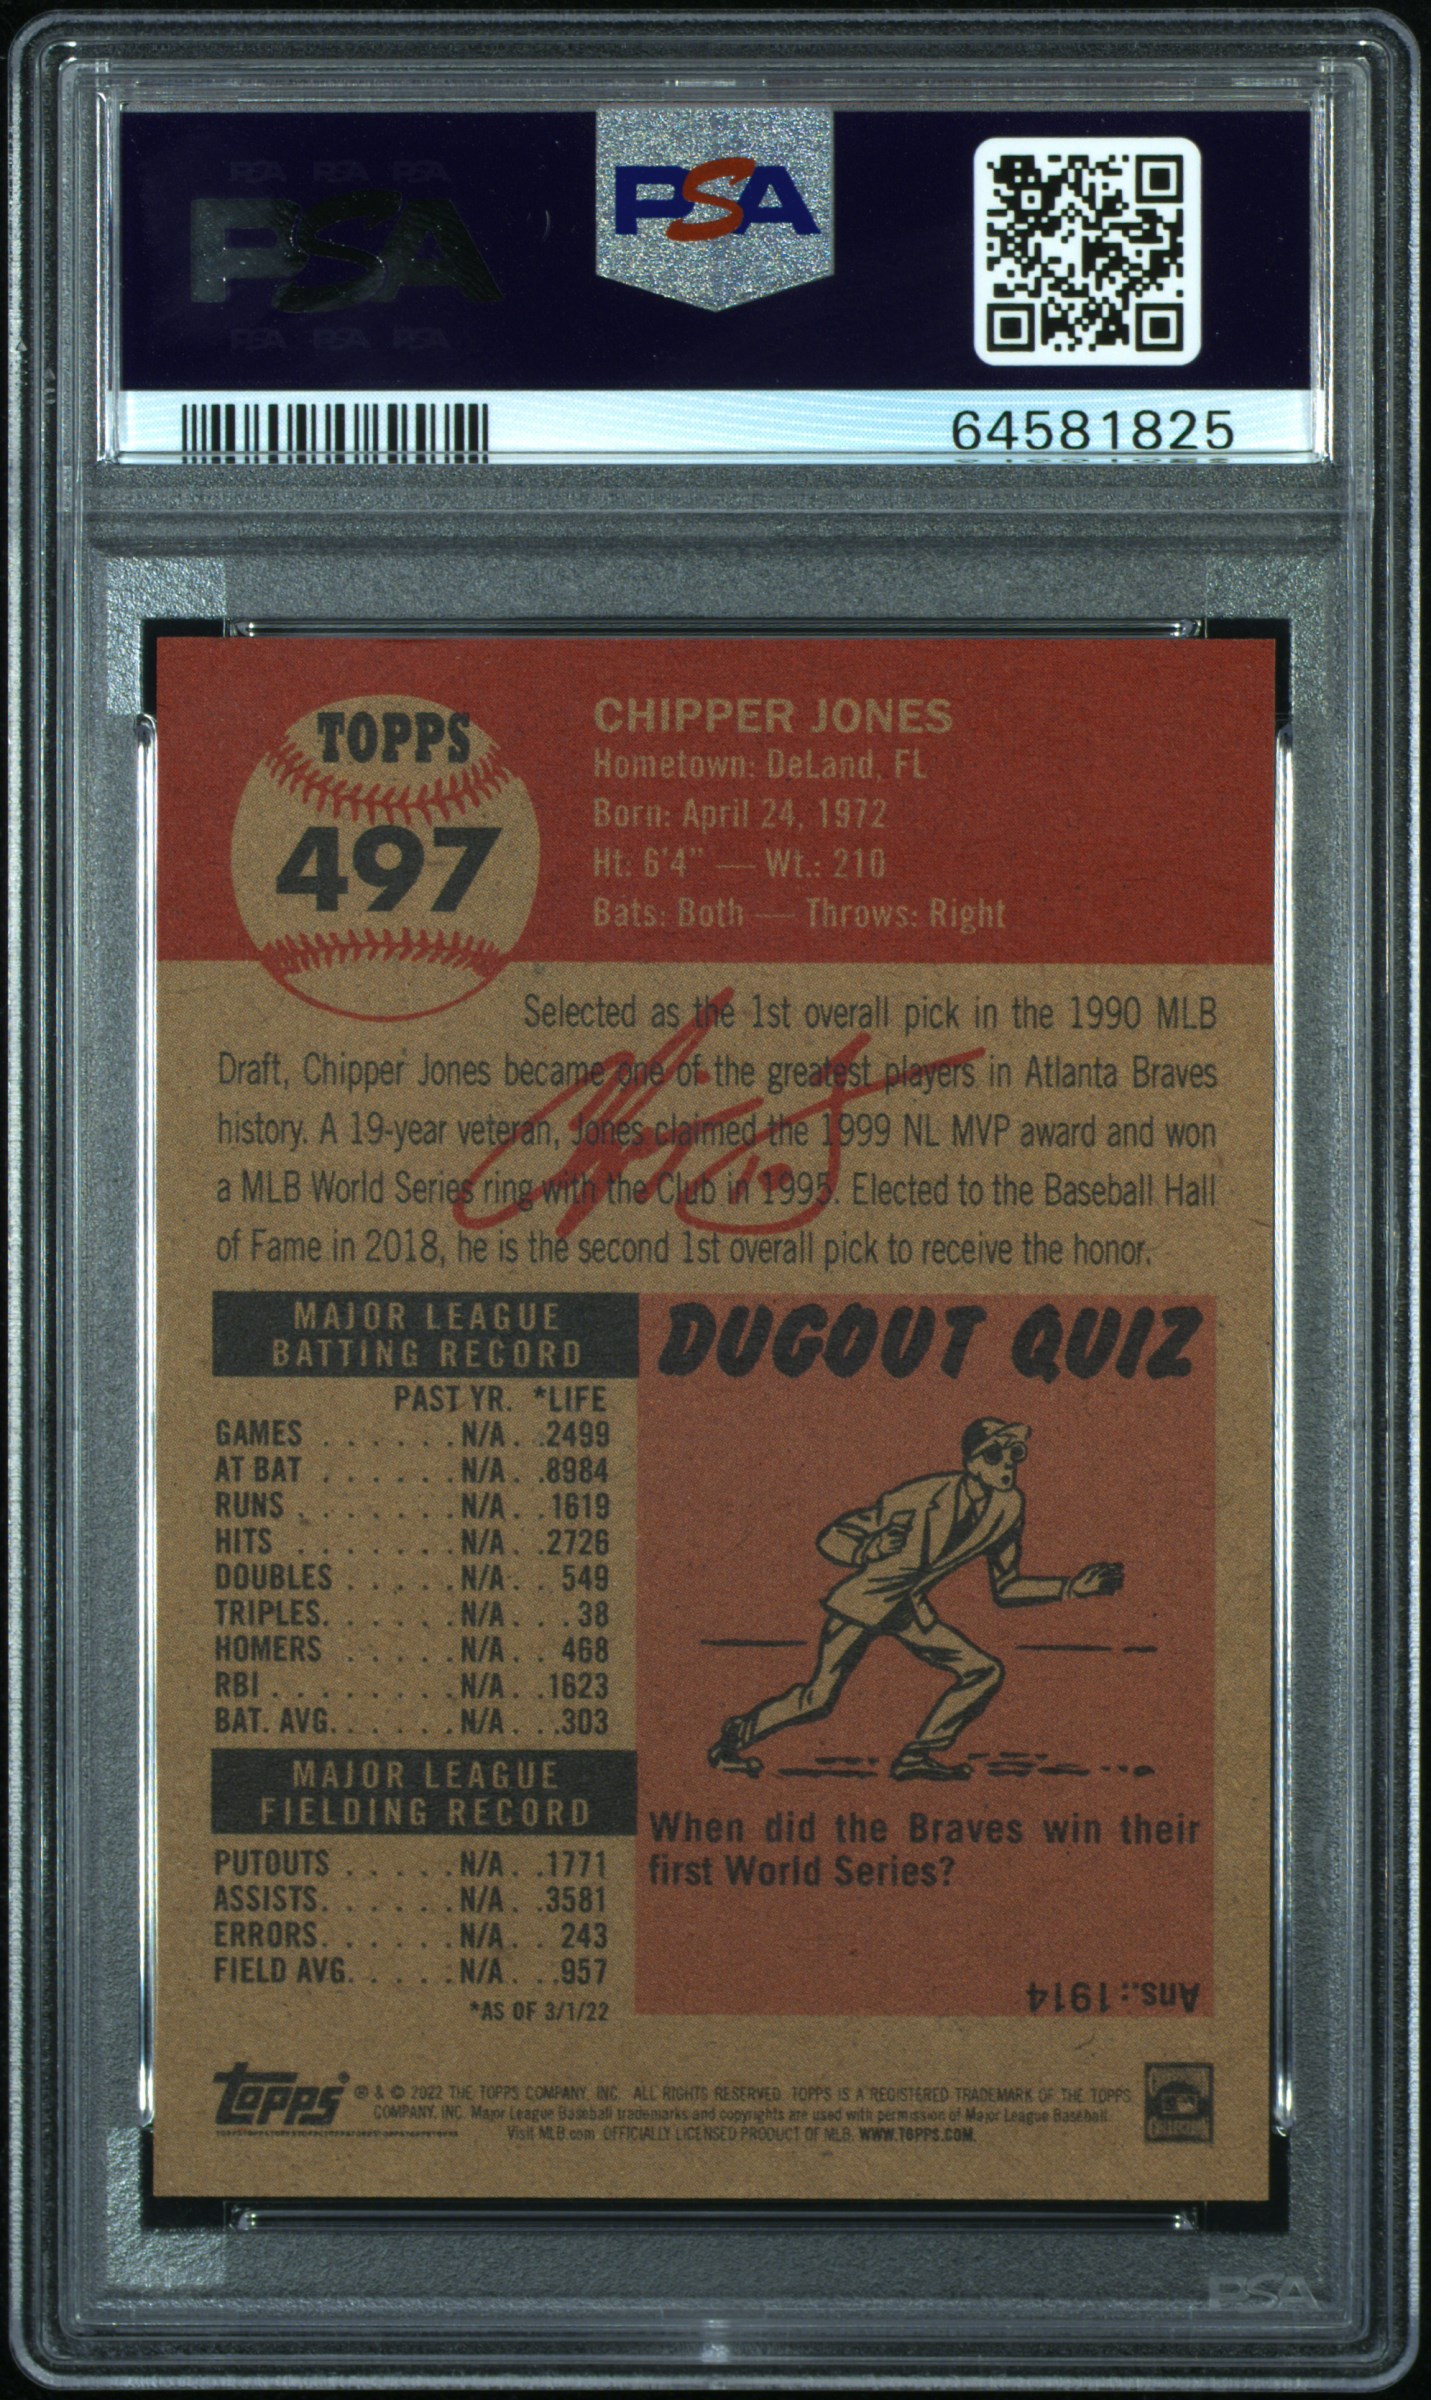 PSA PSA PSA
PSA
PSA PSA PSA
PSA
64581825
TOPPS
497
CHIPPER JONES
Hometown: DeLand, FL
Born: April 24, 1972
Ht: 6'4" — Wt.: 210
Bats: Both — Throws: Right
Selected as the 1st overall pick in the 1990 MLB
Draft, Chipper Jones became one of the greatest players in Atlanta Braves
history. A 19-year veteran, Jones claimed the 1999 NL MVP award and won
a MLB World Series ring with the Club in 1995. Elected to the Baseball Hall
of Fame in 2018, he is the second 1st overall pick to receive the honor.
MAJOR LEAGUE
BATTING RECORD
PAST YR. *LIFE
GAMES . . . . . . N/A . . 2499
AT BAT . . . . . . N/A . . 8984
RUNS . . . . . . . N/A . . 1619
HITS . . . . . . . N/A . . 2726
DOUBLES . . . . . N/A . . 549
TRIPLES. . . . . . N/A . . . 38
HOMERS . . . . . N/A . . 468
RBI . . . . . . . . N/A . . 1623
BAT. AVG. . . . . . N/A . . .303
MAJOR LEAGUE
FIELDING RECORD
PUTOUTS . . . . . N/A . . 1771
ASSISTS. . . . . . N/A . . 3581
ERRORS. . . . . . N/A . . 243
FIELD AVG. . . . . N/A . . .957
*AS OF 3/1/22
DUGOUT QUIZ
When did the Braves win their
first World Series?
Ans.: 1914
topps
® & © 2022 THE TOPPS COMPANY, INC. ALL RIGHTS RESERVED. TOPPS IS A REGISTERED TRADEMARK OF THE TOPPS
COMPANY, INC. Major League Baseball trademarks and copyrights are used with permission of Major League Baseball.
Visit MLB.com OFFICIALLY LICENSED PRODUCT OF MLB. WWW.TOPPS.COM.
PSA